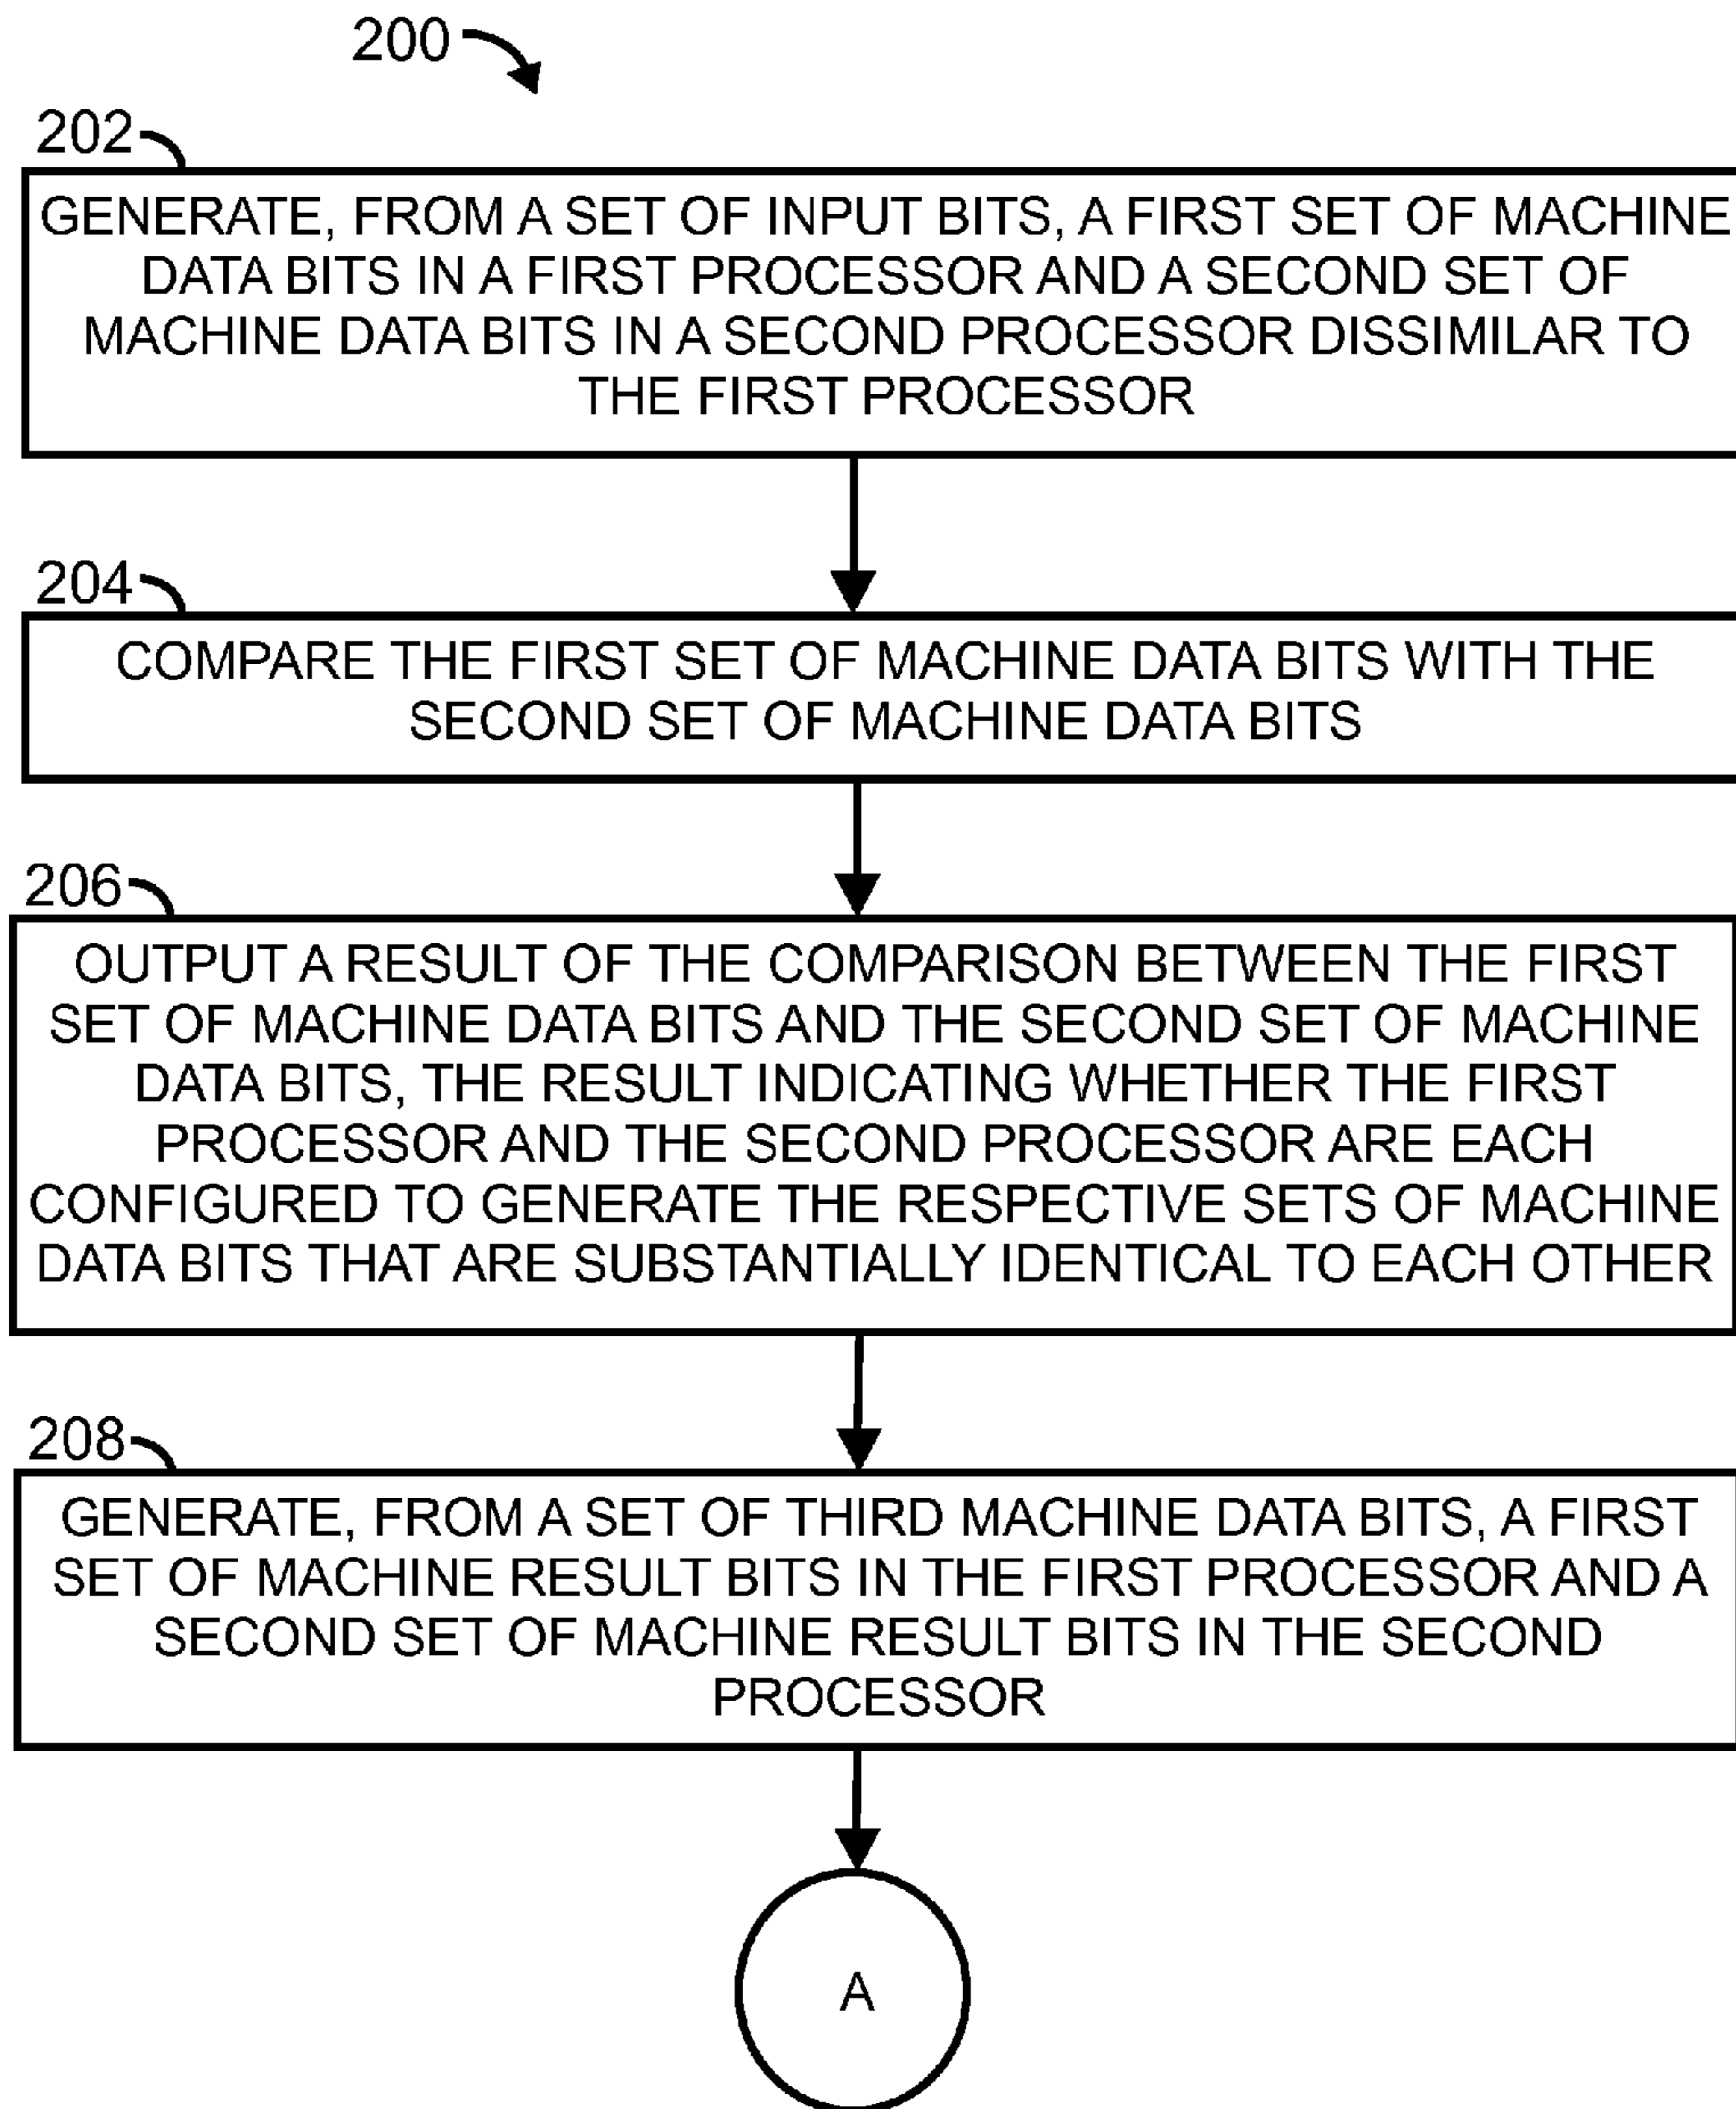 200
202
GENERATE, FROM A SET OF INPUT BITS, A FIRST SET OF MACHINE
DATA BITS IN A FIRST PROCESSOR AND A SECOND SET OF
MACHINE DATA BITS IN A SECOND PROCESSOR DISSIMILAR TO
THE FIRST PROCESSOR
204
COMPARE THE FIRST SET OF MACHINE DATA BITS WITH THE
SECOND SET OF MACHINE DATA BITS
206
OUTPUT A RESULT OF THE COMPARISON BETWEEN THE FIRST
SET OF MACHINE DATA BITS AND THE SECOND SET OF MACHINE
DATA BITS, THE RESULT INDICATING WHETHER THE FIRST
PROCESSOR AND THE SECOND PROCESSOR ARE EACH
CONFIGURED TO GENERATE THE RESPECTIVE SETS OF MACHINE
DATA BITS THAT ARE SUBSTANTIALLY IDENTICAL TO EACH OTHER
208
GENERATE, FROM A SET OF THIRD MACHINE DATA BITS, A FIRST
SET OF MACHINE RESULT BITS IN THE FIRST PROCESSOR AND A
SECOND SET OF MACHINE RESULT BITS IN THE SECOND
PROCESSOR
A